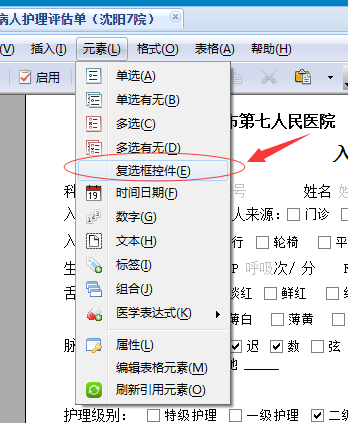 病人护理评估单（沈阳7院）
(V) 插入(I) 元素(L) 格式(O) 表格(A) 帮助(H)
启用
单选(A)
单选有无(B)
多选(C)
多选有无(D)
复选框控件(E)
时间日期(F)
数字(G)
文本(H)
标签(I)
组合(J)
医学表达式(K)
属性(L)
编辑表格元素(M)
刷新引用元素(O)
市第七人民医院
入
科 号 姓名
入 人来源： 门诊
入 行 轮椅 平
生 P 呼吸次/ 分 F
舌 淡红 鲜红 绛
薄白 薄黄
脉 迟 数 弦
他
护理级别： 特级护理 一级护理 二级